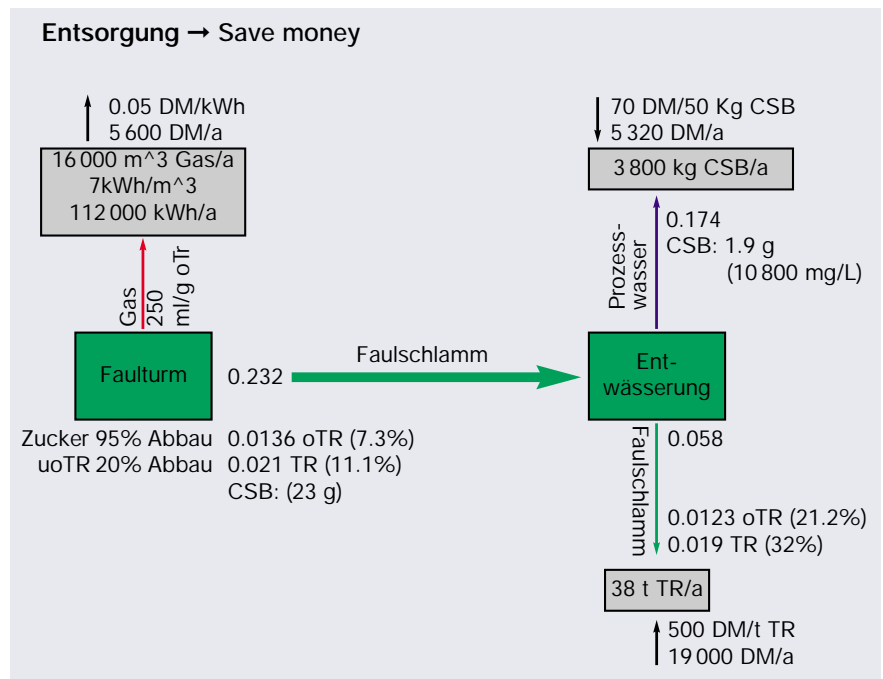 Entsorgung → Save money
0.05 DM/kWh
5 600 DM/a
16 000 m^3 Gas/a
7kWh/m^3
112 000 kWh/a
Gas
250
ml/g oTr
Faulturm
0.232
Zucker 95% Abbau 0.0136 oTR (7.3%)
uoTR 20% Abbau 0.021 TR (11.1%)
CSB: (23 g)
Faulschlamm
70 DM/50 Kg CSB
5 320 DM/a
3 800 kg CSB/a
Prozess-
wasser
0.174
CSB: 1.9 g
(10 800 mg/L)
Ent-
wässerung
Faulschlamm
0.058
0.0123 oTR (21.2%)
0.019 TR (32%)
38 t TR/a
500 DM/t TR
19 000 DM/a